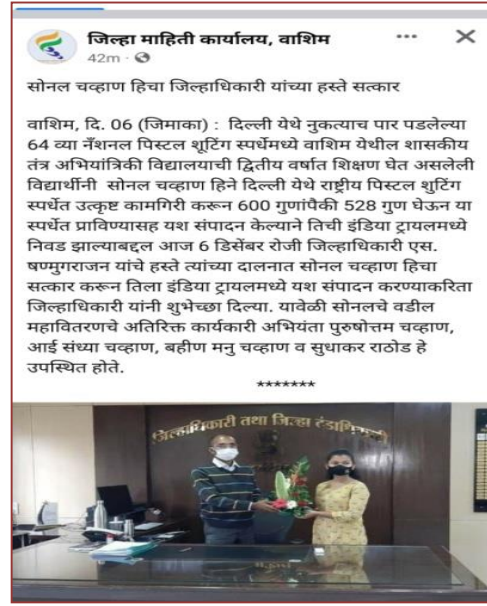 जिल्हा माहिती कार्यालय, वाशिम
42m
सोनल चव्हाण हिचा जिल्हाधिकारी यांच्या हस्ते सत्कार
वाशिम, दि. 06 (जिमाका) : दिल्ली येथे नुकत्याच पार पडलेल्या
64 व्या नॅशनल पिस्टल शूटिंग स्पर्धेमध्ये वाशिम येथील शासकीय
तंत्र अभियांत्रिकी विद्यालयाची द्वितीय वर्षात शिक्षण घेत असलेली
विद्यार्थीनी सोनल चव्हाण हिने दिल्ली येथे राष्ट्रीय पिस्टल शुटिंग
स्पर्धेत उत्कृष्ट कामगिरी करून 600 गुणांपैकी 528 गुण घेऊन या
स्पर्धेत प्राविण्यासह यश संपादन केल्याने तिची इंडिया ट्रायलमध्ये
निवड झाल्याबद्दल आज 6 डिसेंबर रोजी जिल्हाधिकारी एस.
षण्मुगराजन यांचे हस्ते त्यांच्या दालनात सोनल चव्हाण हिचा
सत्कार करून तिला इंडिया ट्रायलमध्ये यश संपादन करण्याकरिता
जिल्हाधिकारी यांनी शुभेच्छा दिल्या. यावेळी सोनलचे वडील
महावितरणचे अतिरिक्त कार्यकारी अभियंता पुरुषोत्तम चव्हाण,
आई संध्या चव्हाण, बहीण मनु चव्हाण व सुधाकर राठोड हे
उपस्थित होते.
*******
जिल्हाधिकारी तथा जिल्हा दंडाधिकारी